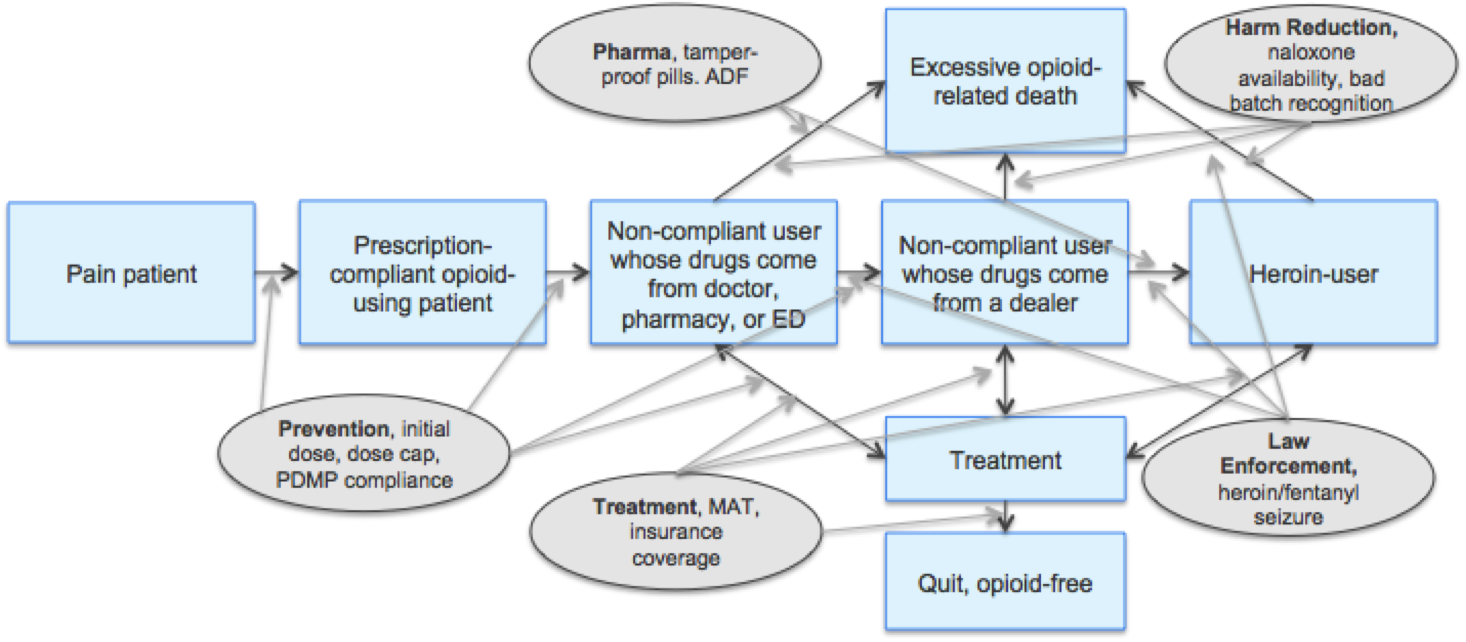 Pharma, tamper-
proof pills. ADF
Excessive opioid-
related death
Harm Reduction,
naloxone
availability, bad
batch recognition
Pain patient
Prescription-
compliant opioid-
using patient
Non-compliant user
whose drugs come
from doctor,
pharmacy, or ED
Non-compliant user
whose drugs come
from a dealer
Heroin-user
Prevention, initial
dose, dose cap,
PDMP compliance
Treatment, MAT,
insurance
coverage
Treatment
Law
Enforcement,
heroin/fentanyl
seizure
Quit, opioid-free